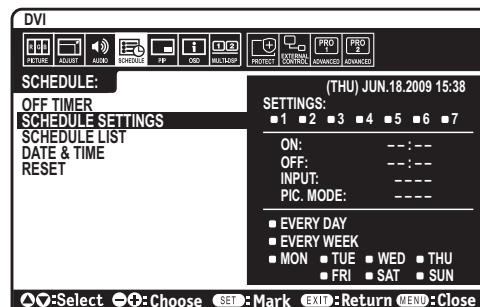 DVI
RGB 12 PRO 1 PRO 2
PICTURE ADJUST AUDIO SCHEDULE PIP OSD MULTI-DSP PROTECT EXTERNAL CONTROL ADVANCED ADVANCED
SCHEDULE:
OFF TIMER
SCHEDULE SETTINGS
SCHEDULE LIST
DATE & TIME
RESET
(THU) JUN.18.2009 15:38
SETTINGS:
1 2 3 4 5 6 7
ON: --:--
OFF: --:--
INPUT: ----
PIC. MODE: ----
EVERY DAY
EVERY WEEK
MON TUE WED THU
FRI SAT SUN
:Select :Choose SET:Mark EXIT:Return MENU:Close